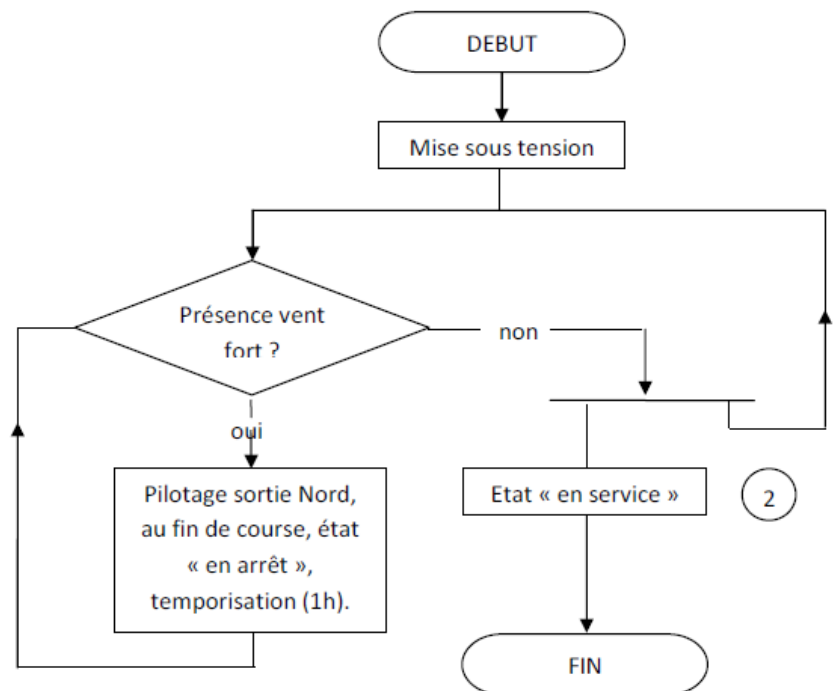 DEBUT
Mise sous tension
Présence vent
fort ?
non
oui
Pilotage sortie Nord,
au fin de course, état
« en arrêt »,
temporisation (1h).
Etat « en service »
2
FIN